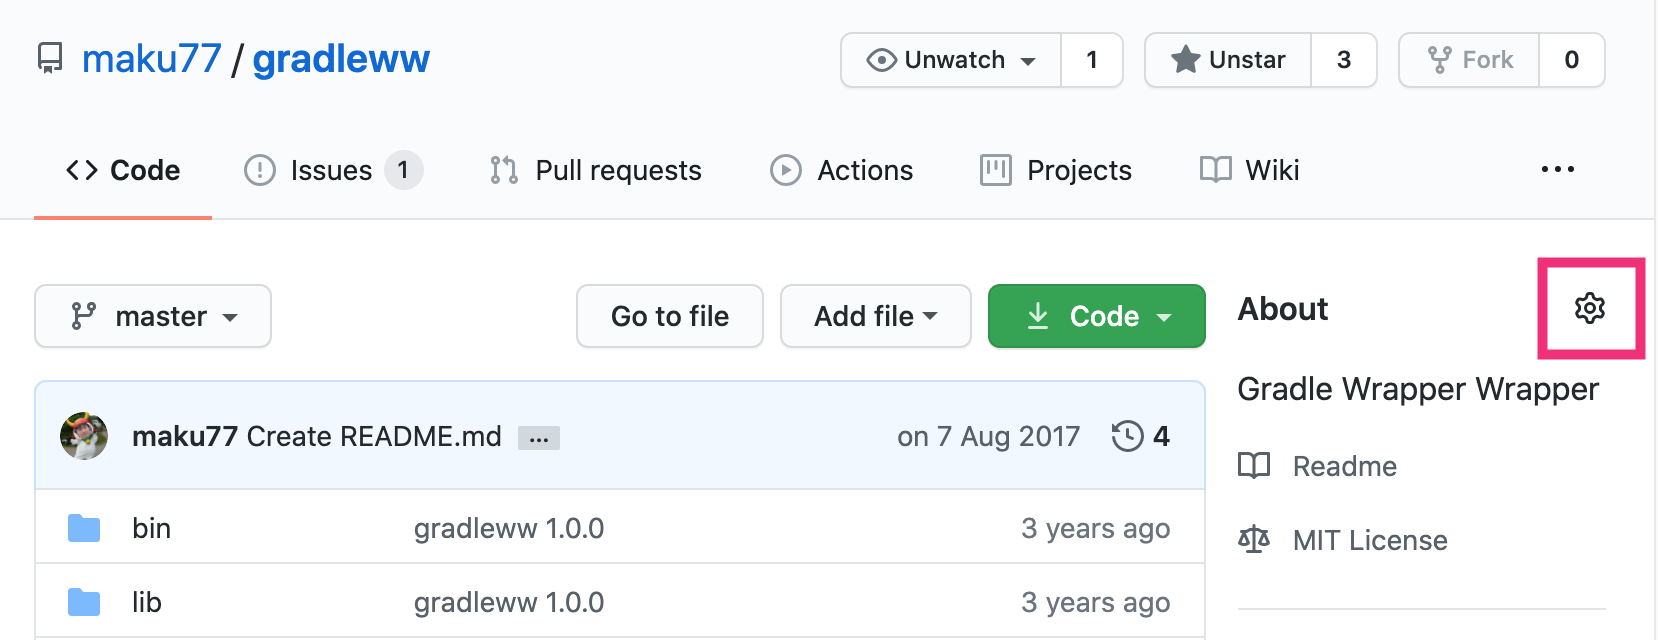 maku77 / gradleww
Unwatch 1
Unstar 3
Fork 0
Code
Issues 1
Pull requests
Actions
Projects
Wiki
...
master
Go to file
Add file
Code
maku77 Create README.md ...
on 7 Aug 2017
4
bin gradleww 1.0.0 3 years ago
lib gradleww 1.0.0 3 years ago
About
Gradle Wrapper Wrapper
Readme
MIT License